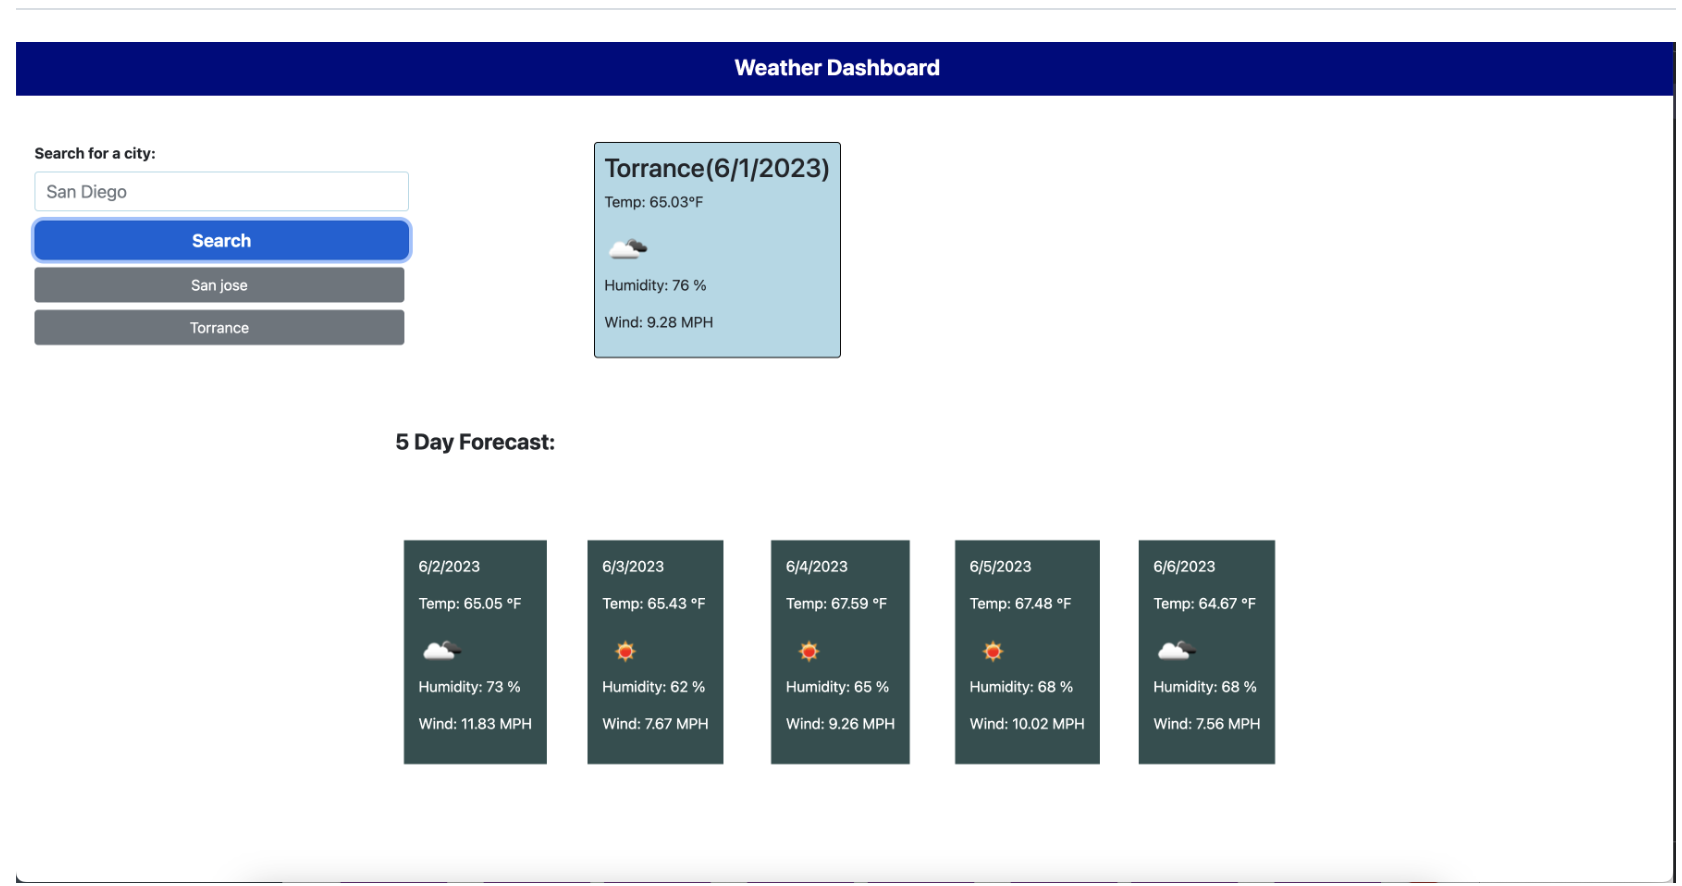 Weather Dashboard
Search for a city:
San Diego
Search
San jose
Torrance
Torrance(6/1/2023)
Temp: 65.03°F
Humidity: 76 %
Wind: 9.28 MPH
5 Day Forecast:
6/2/2023
Temp: 65.05 °F
Humidity: 73 %
Wind: 11.83 MPH
6/3/2023
Temp: 65.43 °F
Humidity: 62 %
Wind: 7.67 MPH
6/4/2023
Temp: 67.59 °F
Humidity: 65 %
Wind: 9.26 MPH
6/5/2023
Temp: 67.48 °F
Humidity: 68 %
Wind: 10.02 MPH
6/6/2023
Temp: 64.67 °F
Humidity: 68 %
Wind: 7.56 MPH